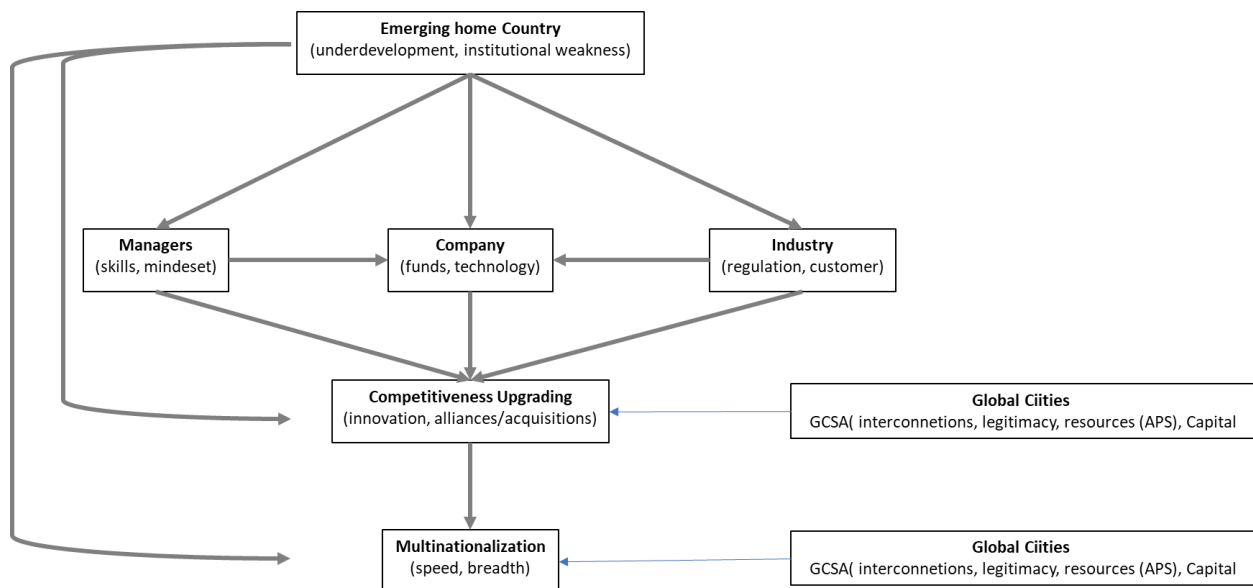 Emerging home Country
(underdevelopment, institutional weakness)
Managers
(skills, mindeset)
Company
(funds, technology)
Industry
(regulation, customer)
Competitiveness Upgrading
(innovation, alliances/acquisitions)
Global Ciities
GCSA( interconnetions, legitimacy, resources (APS), Capital
Multinationalization
(speed, breadth)
Global Ciities
GCSA( interconnetions, legitimacy, resources (APS), Capital